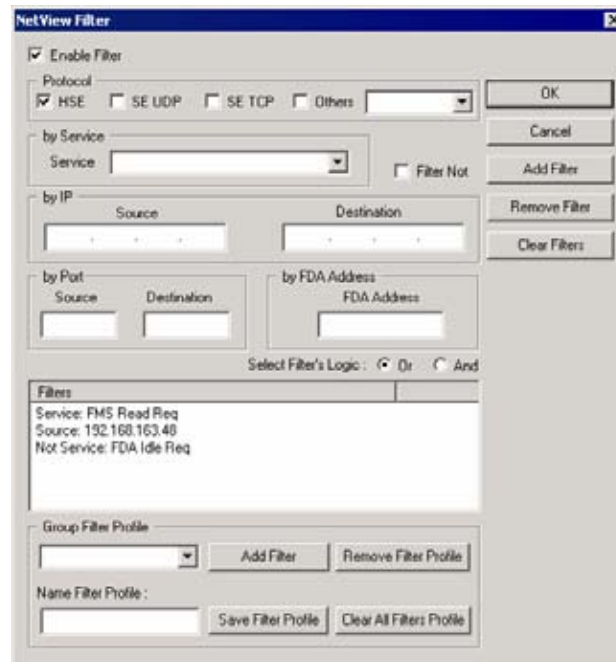 NetView Filter
Enable Filter
Protocol
HSE SE UDP SE TCP Others
OK
Cancel
by Service
Service
Filter Not
Add Filter
by IP
Source Destination
Remove Filter
Clear Filters
by Port
Source Destination
by FDA Address
FDA Address
Select Filter's Logic : Or And
Filters
Service: FMS Read Req
Source: 192.168.163.48
Not Service: FDA Idle Req
Group Filter Profile
Add Filter Remove Filter Profile
Name Filter Profile :
Save Filter Profile Clear All Filters Profile